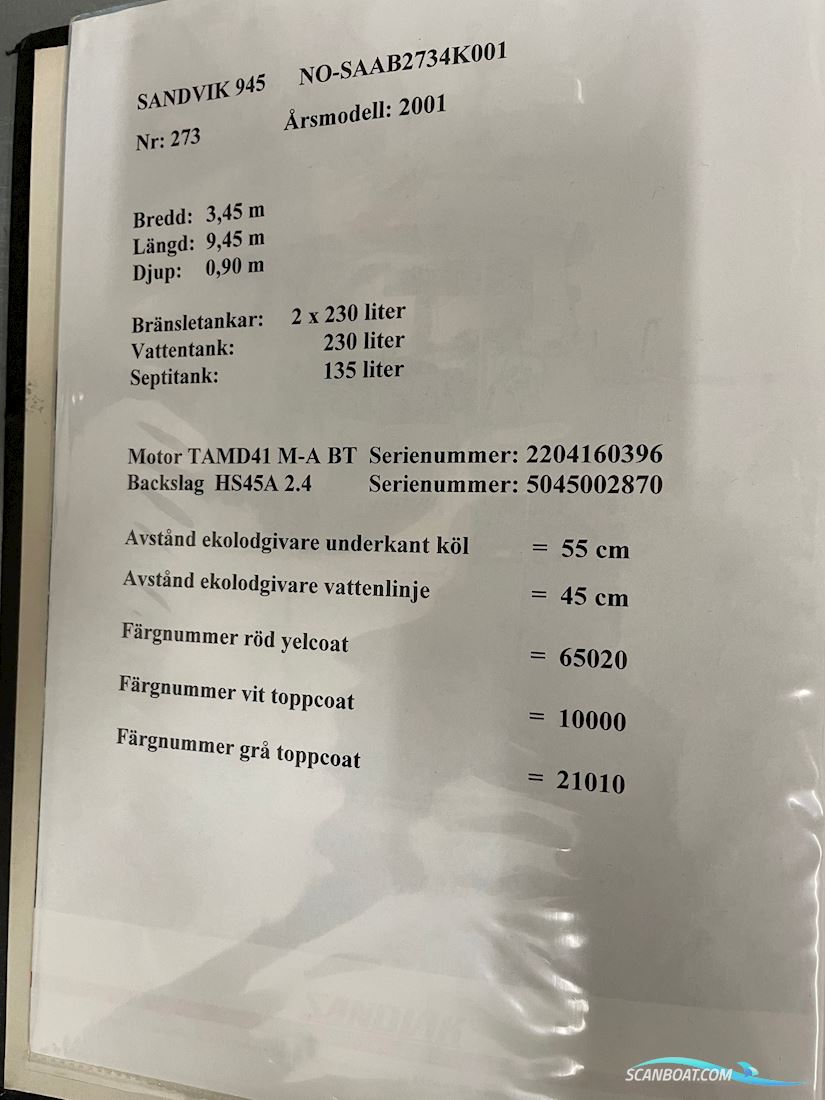 SANDVIK 945 NO-SAAB2734K001
Nr: 273 Årsmodell: 2001
Bredd: 3,45 m
Längd: 9,45 m
Djup: 0,90 m
Bränsletankar: 2 x 230 liter
Vattentank: 230 liter
Septitank: 135 liter
Motor TAMD41 M-A BT Serienummer: 2204160396
Backslag HS45A 2.4 Serienummer: 5045002870
Avstånd ekolodgivare underkant köl = 55 cm
Avstånd ekolodgivare vattenlinje = 45 cm
Färgnummer röd yelcoat = 65020
Färgnummer vit toppcoat = 10000
Färgnummer grå toppcoat = 21010
SCANBOAT.COM